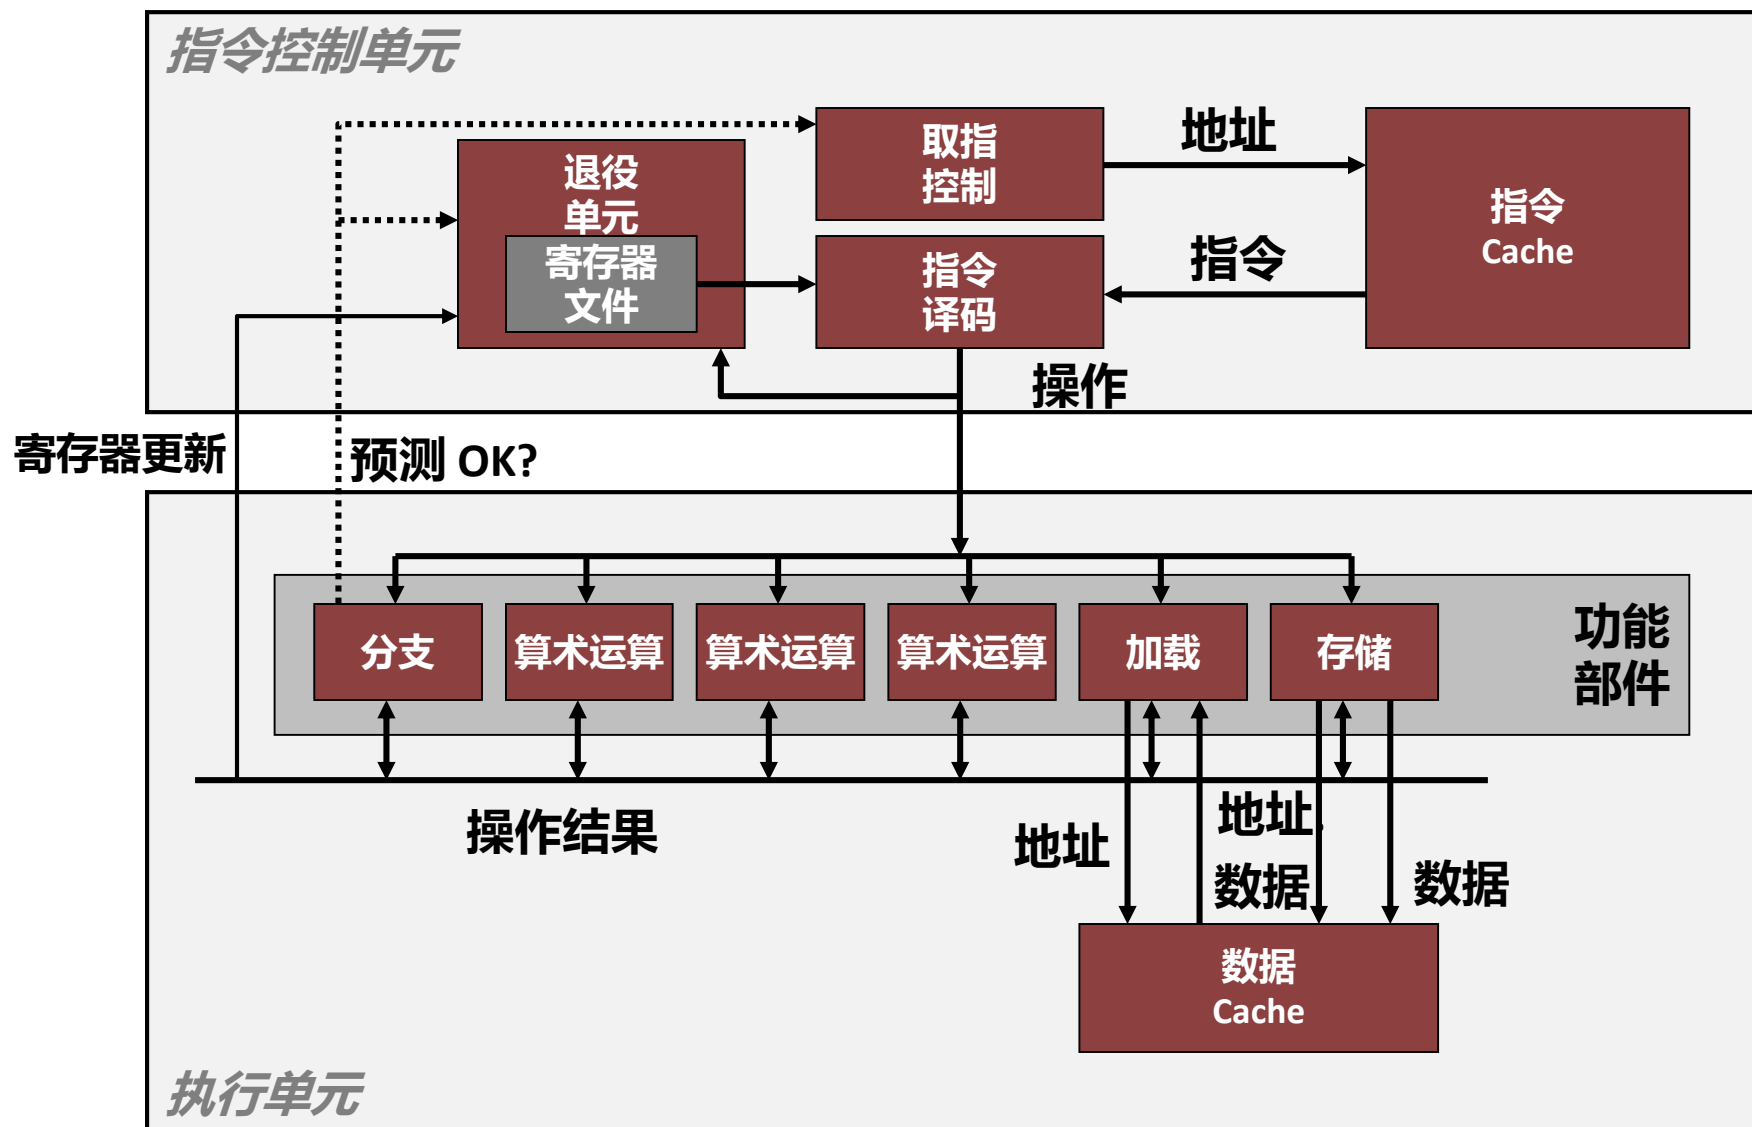 指令控制单元
取指
控制
地址
指令
Cache
退役
单元
寄存器
文件
指令
译码
指令
操作
寄存器更新
预测 OK?
分支
算术运算
算术运算
算术运算
加载
存储
功能
部件
操作结果
地址
地址.
数据
数据
数据
Cache
执行单元